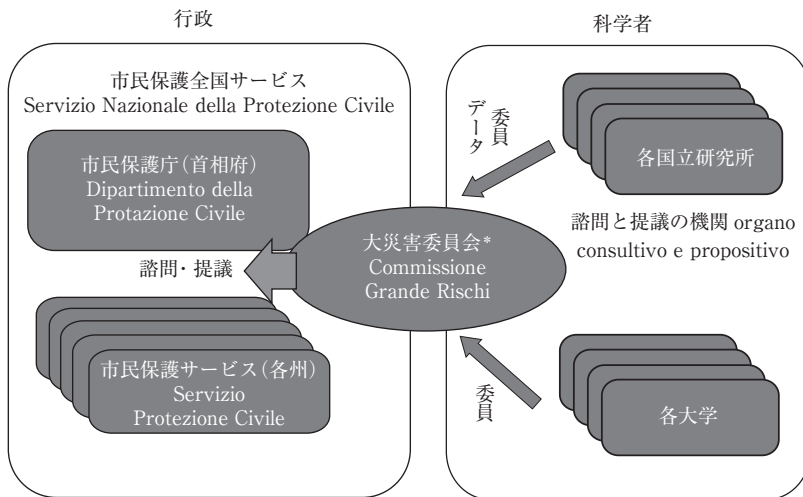 行政
科学者
市民保護全国サービス
Servizio Nazionale della Protezione Civile
市民保護庁(首相府)
Dipartimento della
Protazione Civile
諮問・提議
市民保護サービス(各州)
Servizio
Protezione Civile
大災害委員会*
Commissione
Grande Rischi
委員
データ
各国立研究所
諮問と提議の機関 organo
consultivo e propositivo
委員
各大学